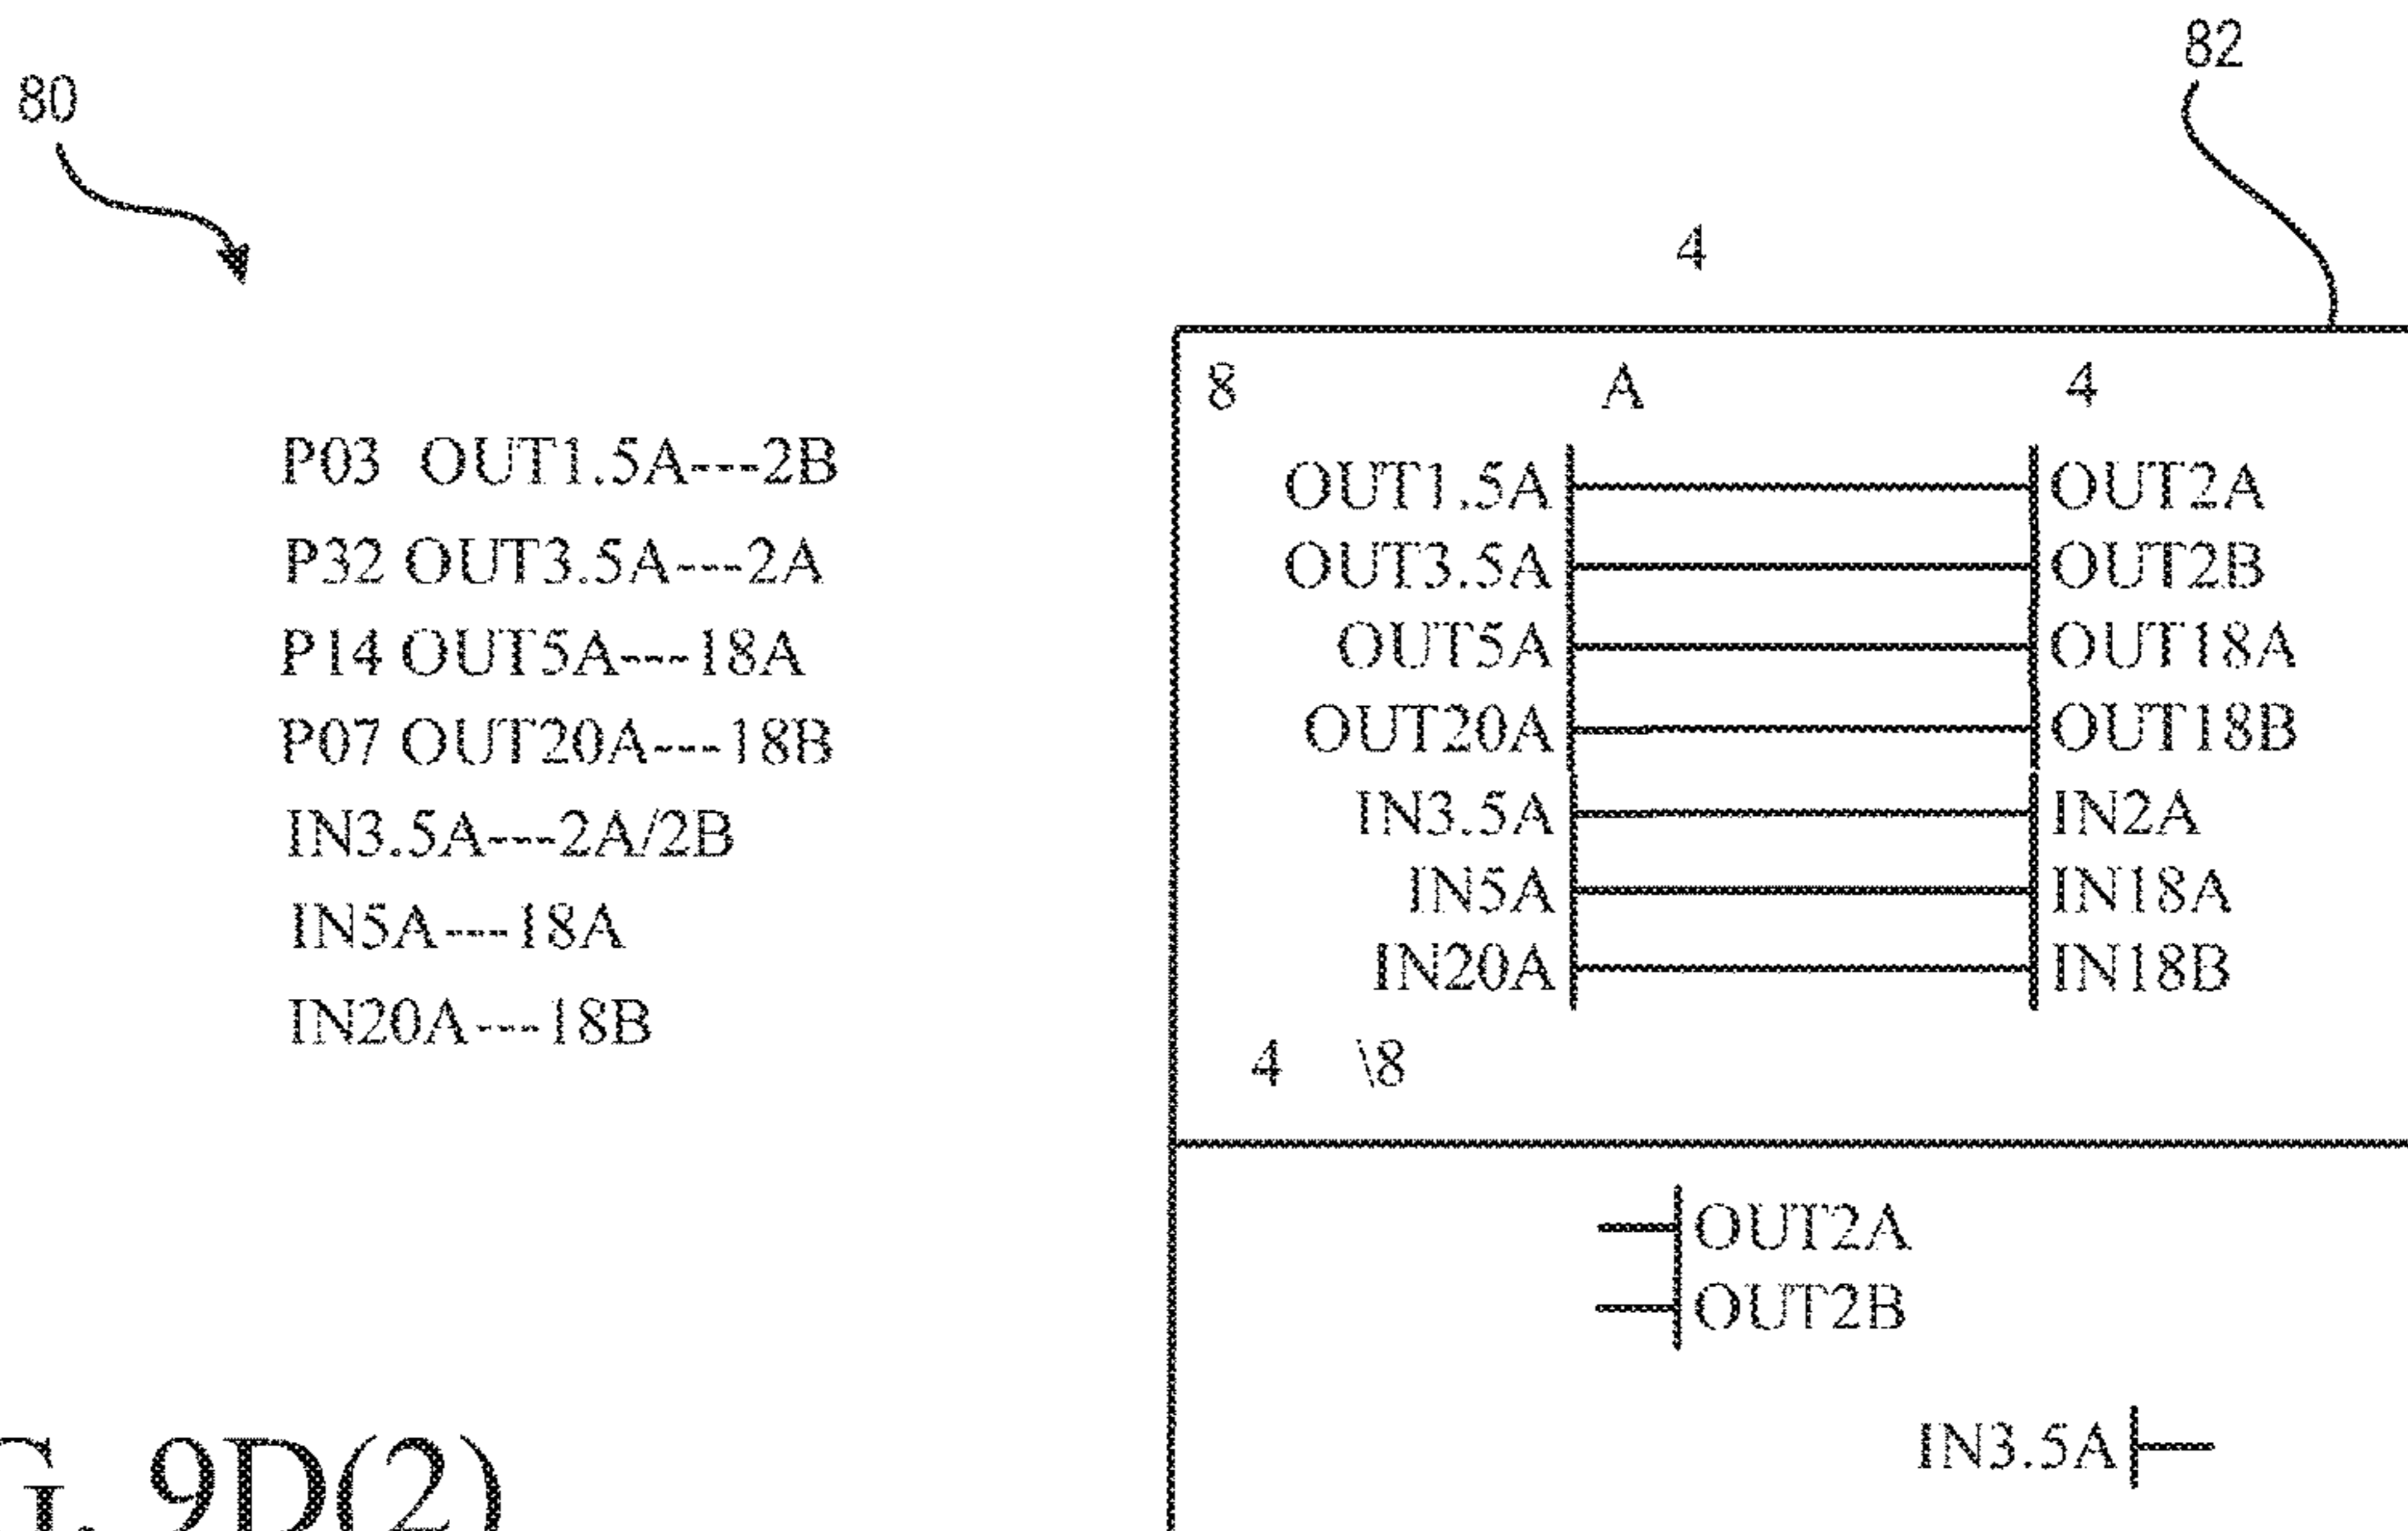 80
82
4
P03 OUT1.5A---2B
P32 OUT3.5A---2A
P14 OUT5A---18A
P07 OUT20A---18B
IN3.5A---2A/2B
IN5A----18A
IN20A---18B
8 A 4
OUT1.5A OUT2A
OUT3.5A OUT2B
OUT5A OUT18A
OUT20A OUT18B
IN3.5A IN2A
IN5A IN18A
IN20A IN18B
4 \8
OUT2A
OUT2B
IN3.5A
G. 9D(2)